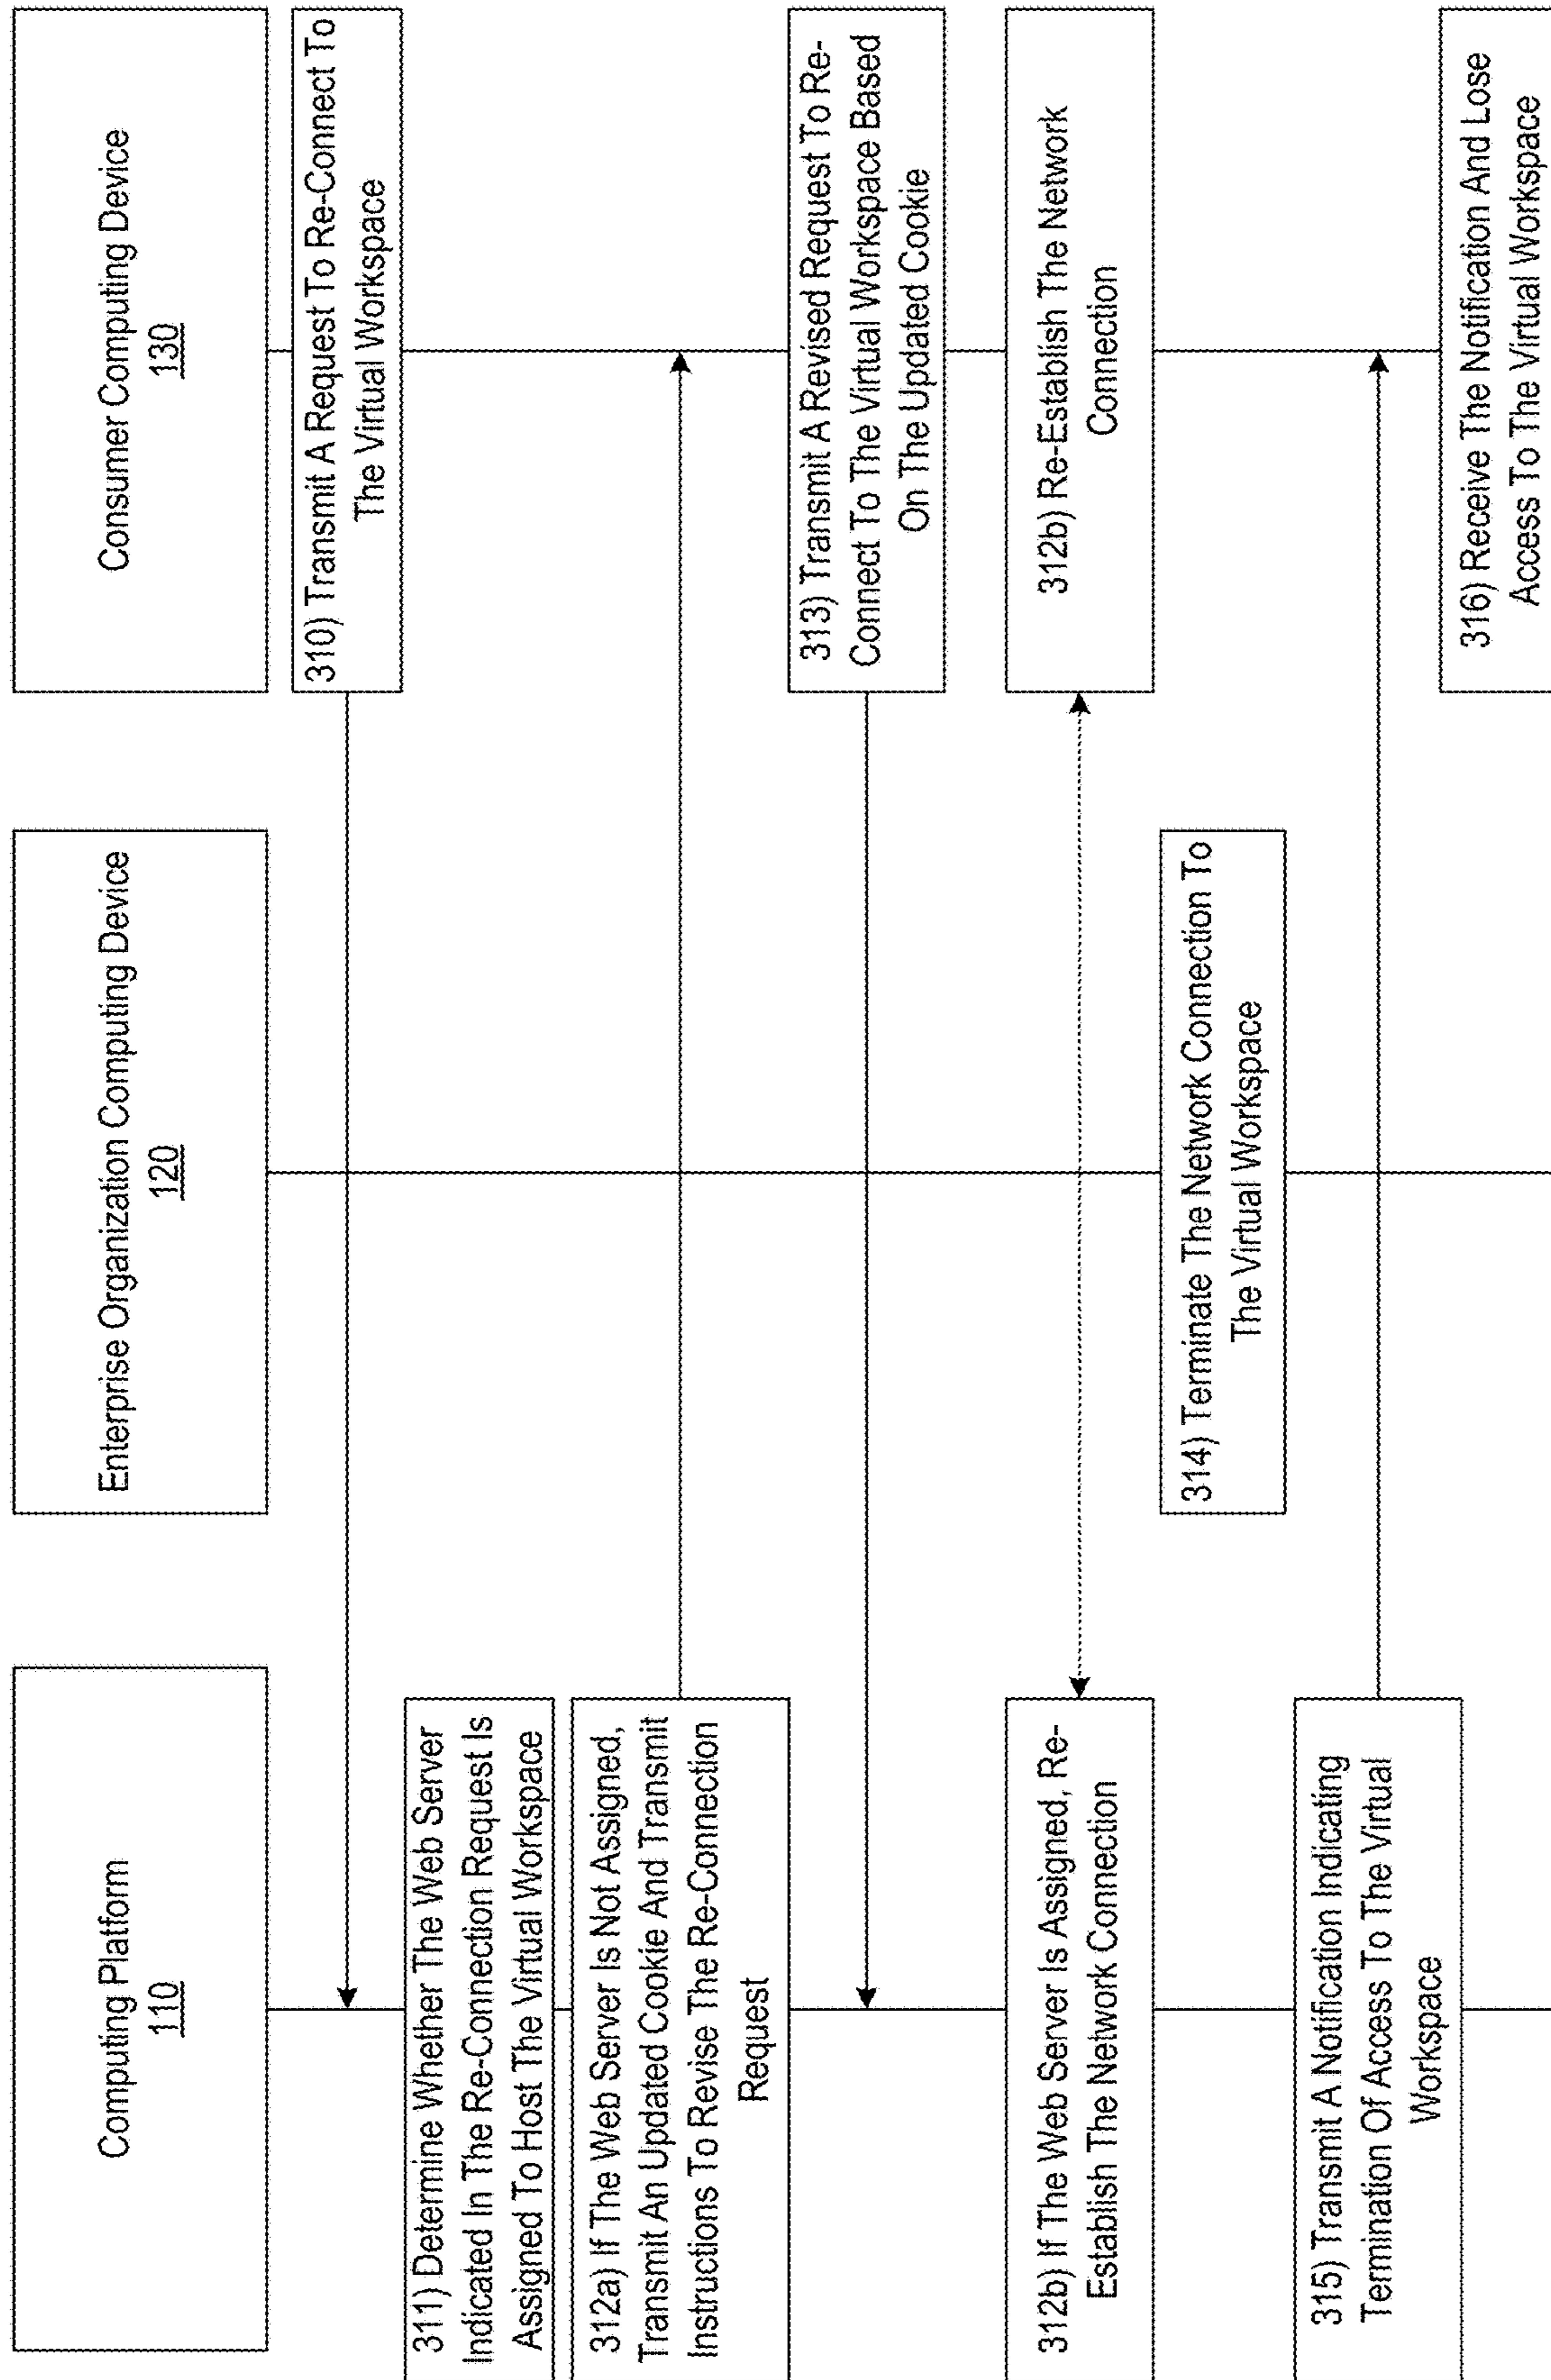 Computing Platform
110
Enterprise Organization Computing Device
120
Consumer Computing Device
130
310) Transmit A Request To Re-Connect To
The Virtual Workspace
311) Determine Whether The Web Server
Indicated In The Re-Connection Request Is
Assigned To Host The Virtual Workspace
312a) If The Web Server Is Not Assigned,
Transmit An Updated Cookie And Transmit
Instructions To Revise The Re-Connection
Request
313) Transmit A Revised Request To Re-
Connect To The Virtual Workspace Based
On The Updated Cookie
312b) If The Web Server Is Assigned, Re-
Establish The Network Connection
312b) Re-Establish The Network
Connection
314) Terminate The Network Connection To
The Virtual Workspace
315) Transmit A Notification Indicating
Termination Of Access To The Virtual
Workspace
316) Receive The Notification And Lose
Access To The Virtual Workspace